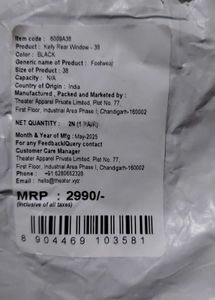 Item code : 6009A38
Product : Kelly Rear Window - 38
Color : BLACK
Generic name of Product : Footwear
Size of Product : 38
Capacity : N/A
Country of Origin : India
Manufactured , Packed and Marketed by :
Theater Apparel Private Limited, Plot No. 77,
First Floor, Industrial Area Phase I, Chandigarh-160002
NET QUANTITY : 2N (1 PAIR)
Month & Year of Mfg : May-2025
For any Feedback/Query contact
Customer Care Manager
Theater Apparel Private Limited, Plot No. 77,
First Floor, Industrial Area Phase I, Chandigarh-160002
Phone : +91 6280662328
Email : hello@theater.xyz
MRP : 2990/-
(inclusive of all taxes)
8 904469 103581